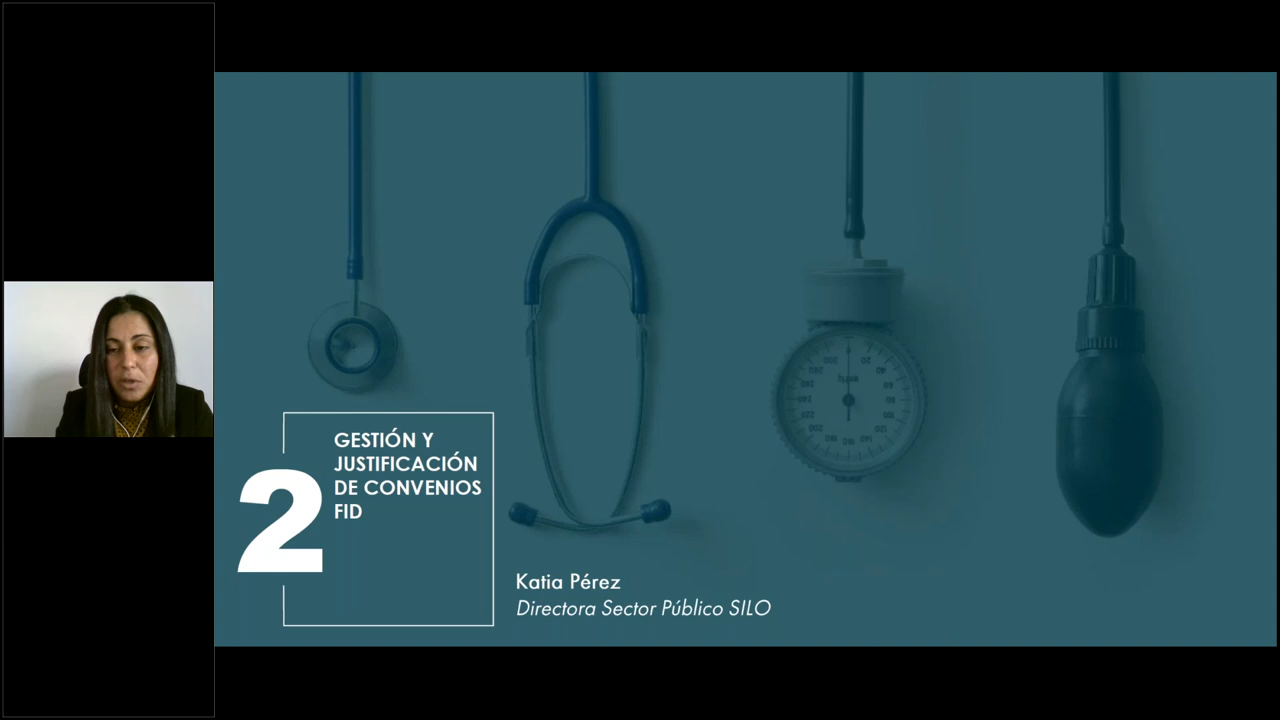 2
GESTIÓN Y
JUSTIFICACIÓN
DE CONVENIOS
FID
Katia Pérez
Directora Sector Público SILO